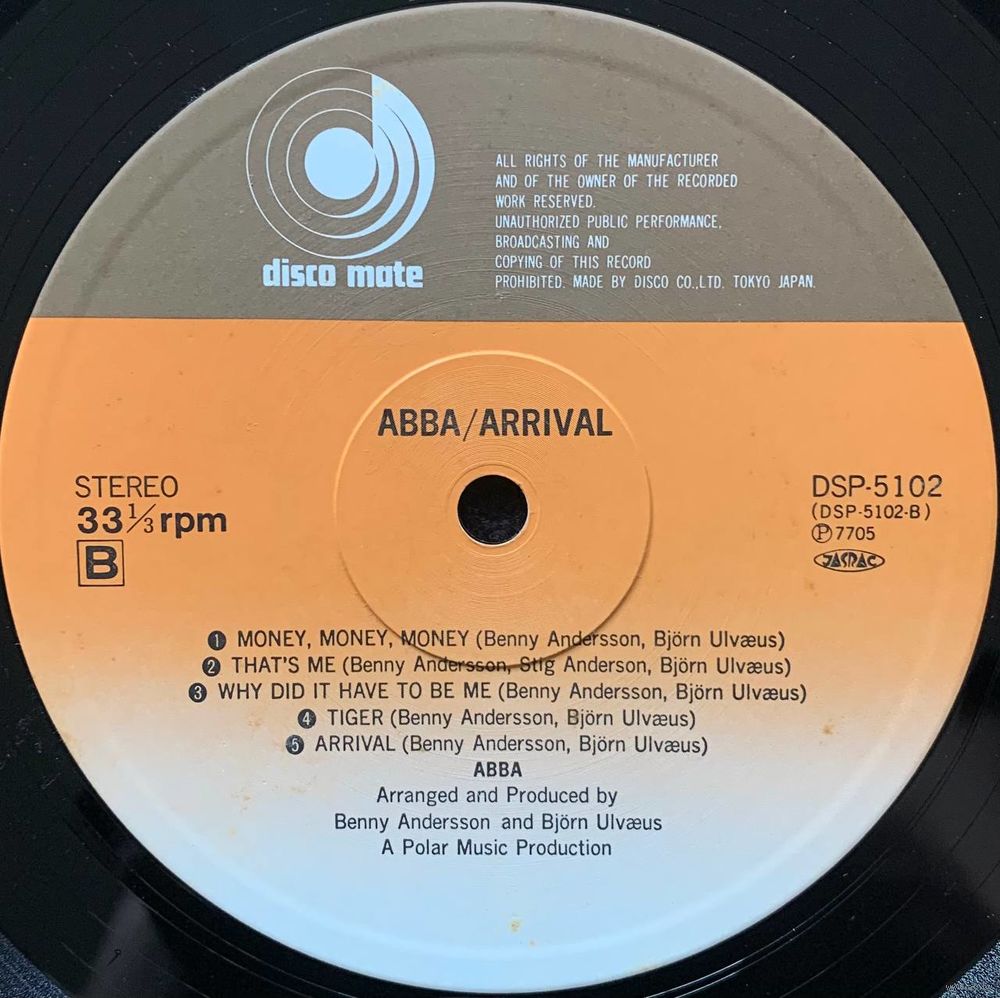 disco mate
ALL RIGHTS OF THE MANUFACTURER
AND OF THE OWNER OF THE RECORDED
WORK RESERVED.
UNAUTHORIZED PUBLIC PERFORMANCE,
BROADCASTING AND
COPYING OF THIS RECORD
PROHIBITED. MADE BY DISCO CO.,LTD. TOKYO JAPAN.
ABBA/ARRIVAL
STEREO
33 1/3 rpm
B
DSP-5102
(DSP-5102-B)
Ⓟ7705
JASRAC
❶ MONEY, MONEY, MONEY (Benny Andersson, Björn Ulvæus)
❷ THAT'S ME (Benny Andersson, Stig Anderson, Björn Ulvæus)
❸ WHY DID IT HAVE TO BE ME (Benny Andersson, Björn Ulvæus)
❹ TIGER (Benny Andersson, Björn Ulvæus)
❺ ARRIVAL (Benny Andersson, Björn Ulvæus)
ABBA
Arranged and Produced by
Benny Andersson and Björn Ulvæus
A Polar Music Production